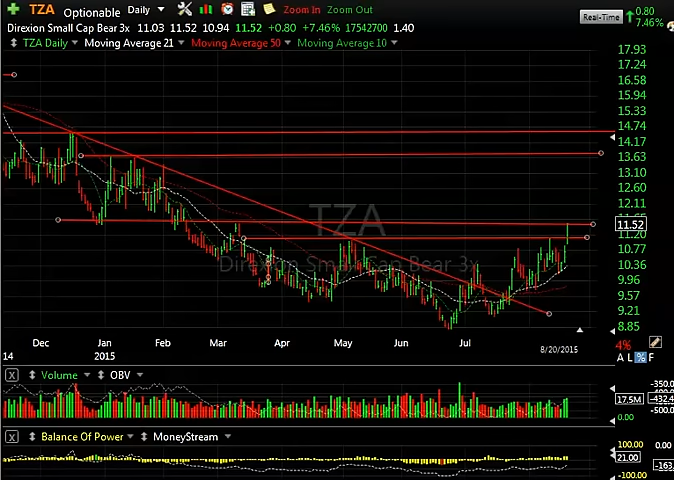 TZA Optionable Daily Zoom In Zoom Out Real-Time 0.80 7.46%
Direxion Small Cap Bear 3x 11.03 11.52 10.94 11.52 +0.80 +7.46% 17542700 1.40
TZA Daily Moving Average 21 Moving Average 50 Moving Average 10
17.93
17.24
16.58
15.94
15.33
14.74
14.17
13.63
13.10
12.60
12.11
11.52
11.20
10.77
10.36
9.96
9.57
9.21
8.85
TZA
Direxion Small Cap Bear 3x
Dec Jan Feb Mar Apr May Jun Jul
14 2015 8/20/2015
4%
A L % F
X Volume OBV
-350.0
17.5M -432.4
-500.0
0.00
X Balance Of Power MoneyStream
100.00 0.00
21.00
-163.
-100.00